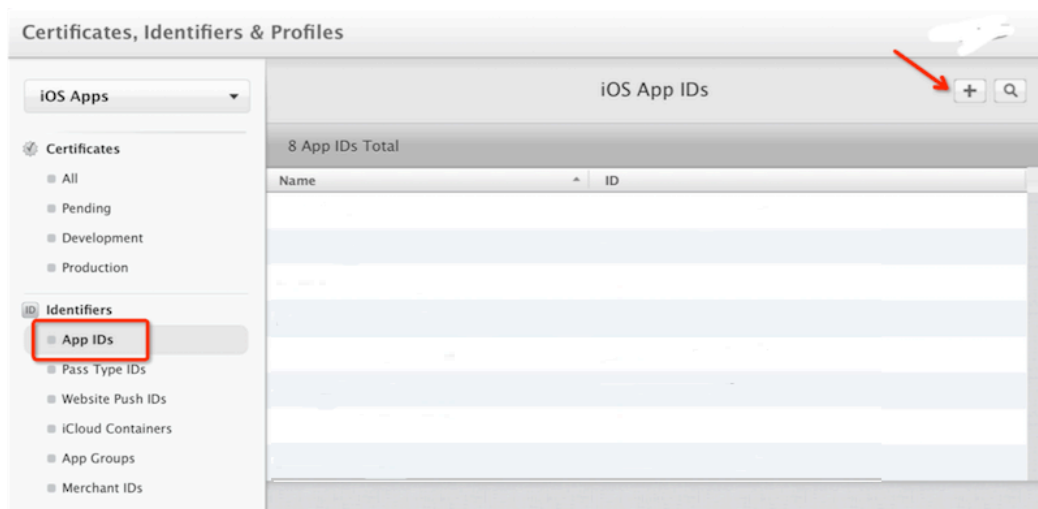 Certificates, Identifiers & Profiles
iOS Apps
iOS App IDs
8 App IDs Total
Name
ID
Certificates
All
Pending
Development
Production
ID
Identifiers
App IDs
Pass Type IDs
Website Push IDs
iCloud Containers
App Groups
Merchant IDs